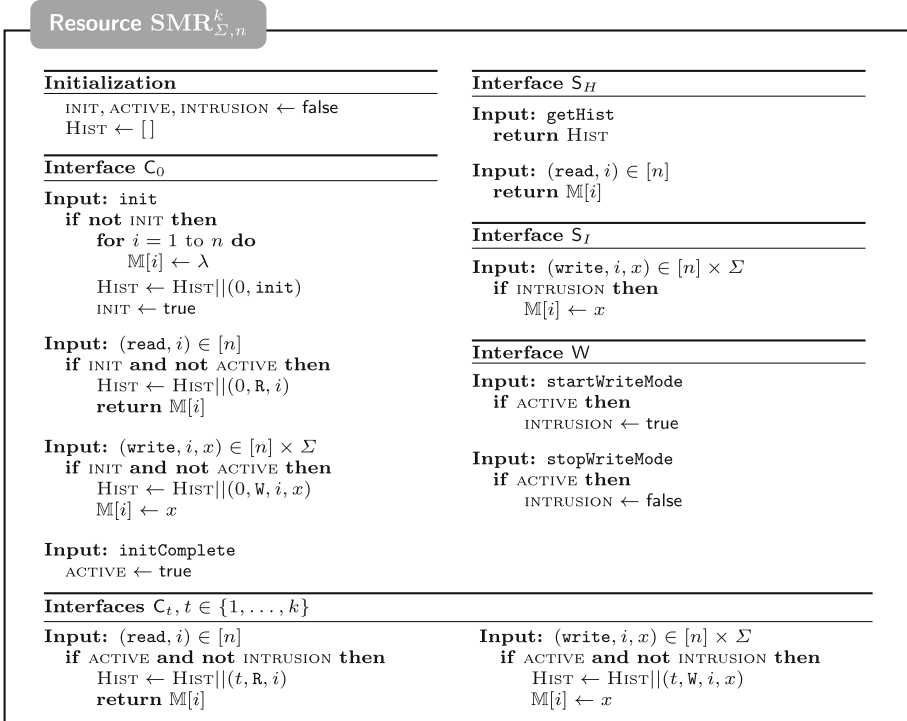 Resource SMR^k_{Σ,n}
Initialization
INIT, ACTIVE, INTRUSION ← false
HIST ← [ ]
Interface C_0
Input: init
if not INIT then
for i = 1 to n do
𝕄[i] ← λ
HIST ← HIST||(0, init)
INIT ← true
Input: (read, i) ∈ [n]
if INIT and not ACTIVE then
HIST ← HIST||(0, R, i)
return 𝕄[i]
Input: (write, i, x) ∈ [n] × Σ
if INIT and not ACTIVE then
HIST ← HIST||(0, W, i, x)
𝕄[i] ← x
Input: initComplete
ACTIVE ← true
Interface S_H
Input: getHist
return HIST
Input: (read, i) ∈ [n]
return 𝕄[i]
Interface S_I
Input: (write, i, x) ∈ [n] × Σ
if INTRUSION then
𝕄[i] ← x
Interface W
Input: startWriteMode
if ACTIVE then
INTRUSION ← true
Input: stopWriteMode
if ACTIVE then
INTRUSION ← false
Interfaces C_t, t ∈ {1, . . . , k}
Input: (read, i) ∈ [n]
if ACTIVE and not INTRUSION then
HIST ← HIST||(t, R, i)
return 𝕄[i]
Input: (write, i, x) ∈ [n] × Σ
if ACTIVE and not INTRUSION then
HIST ← HIST||(t, W, i, x)
𝕄[i] ← x